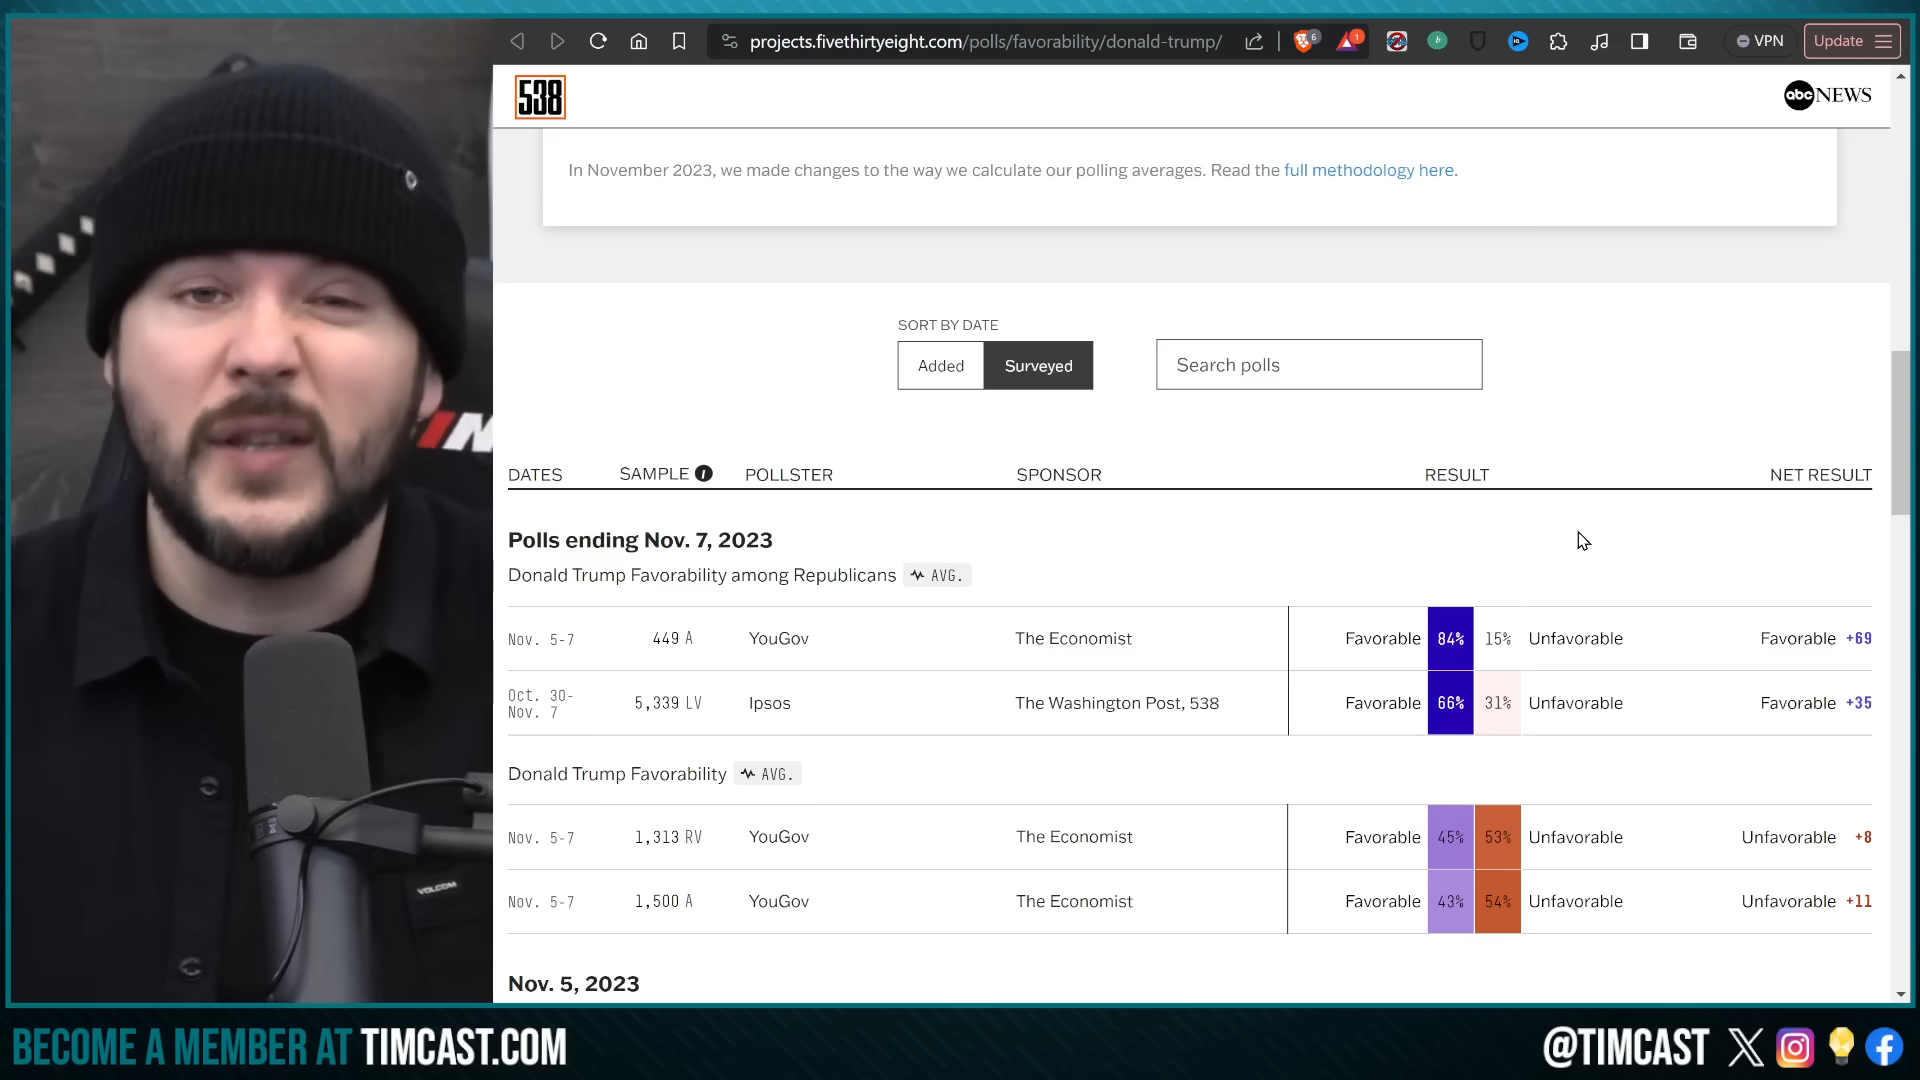 projects.fivethirtyeight.com/polls/favorability/donald-trump/
6
1
VPN
Update
538
abc NEWS
In November 2023, we made changes to the way we calculate our polling averages. Read the full methodology here.
SORT BY DATE
Added
Surveyed
Search polls
DATES SAMPLE i POLLSTER SPONSOR RESULT NET RESULT
Polls ending Nov. 7, 2023
Donald Trump Favorability among Republicans AVG.
Nov. 5-7 449 A YouGov The Economist Favorable 84% 15% Unfavorable Favorable +69
Oct. 30-
Nov. 7 5,339 LV Ipsos The Washington Post, 538 Favorable 66% 31% Unfavorable Favorable +35
Donald Trump Favorability AVG.
Nov. 5-7 1,313 RV YouGov The Economist Favorable 45% 53% Unfavorable Unfavorable +8
Nov. 5-7 1,500 A YouGov The Economist Favorable 43% 54% Unfavorable Unfavorable +11
Nov. 5, 2023
VOLCOM
BECOME A MEMBER AT TIMCAST.COM
@TIMCAST